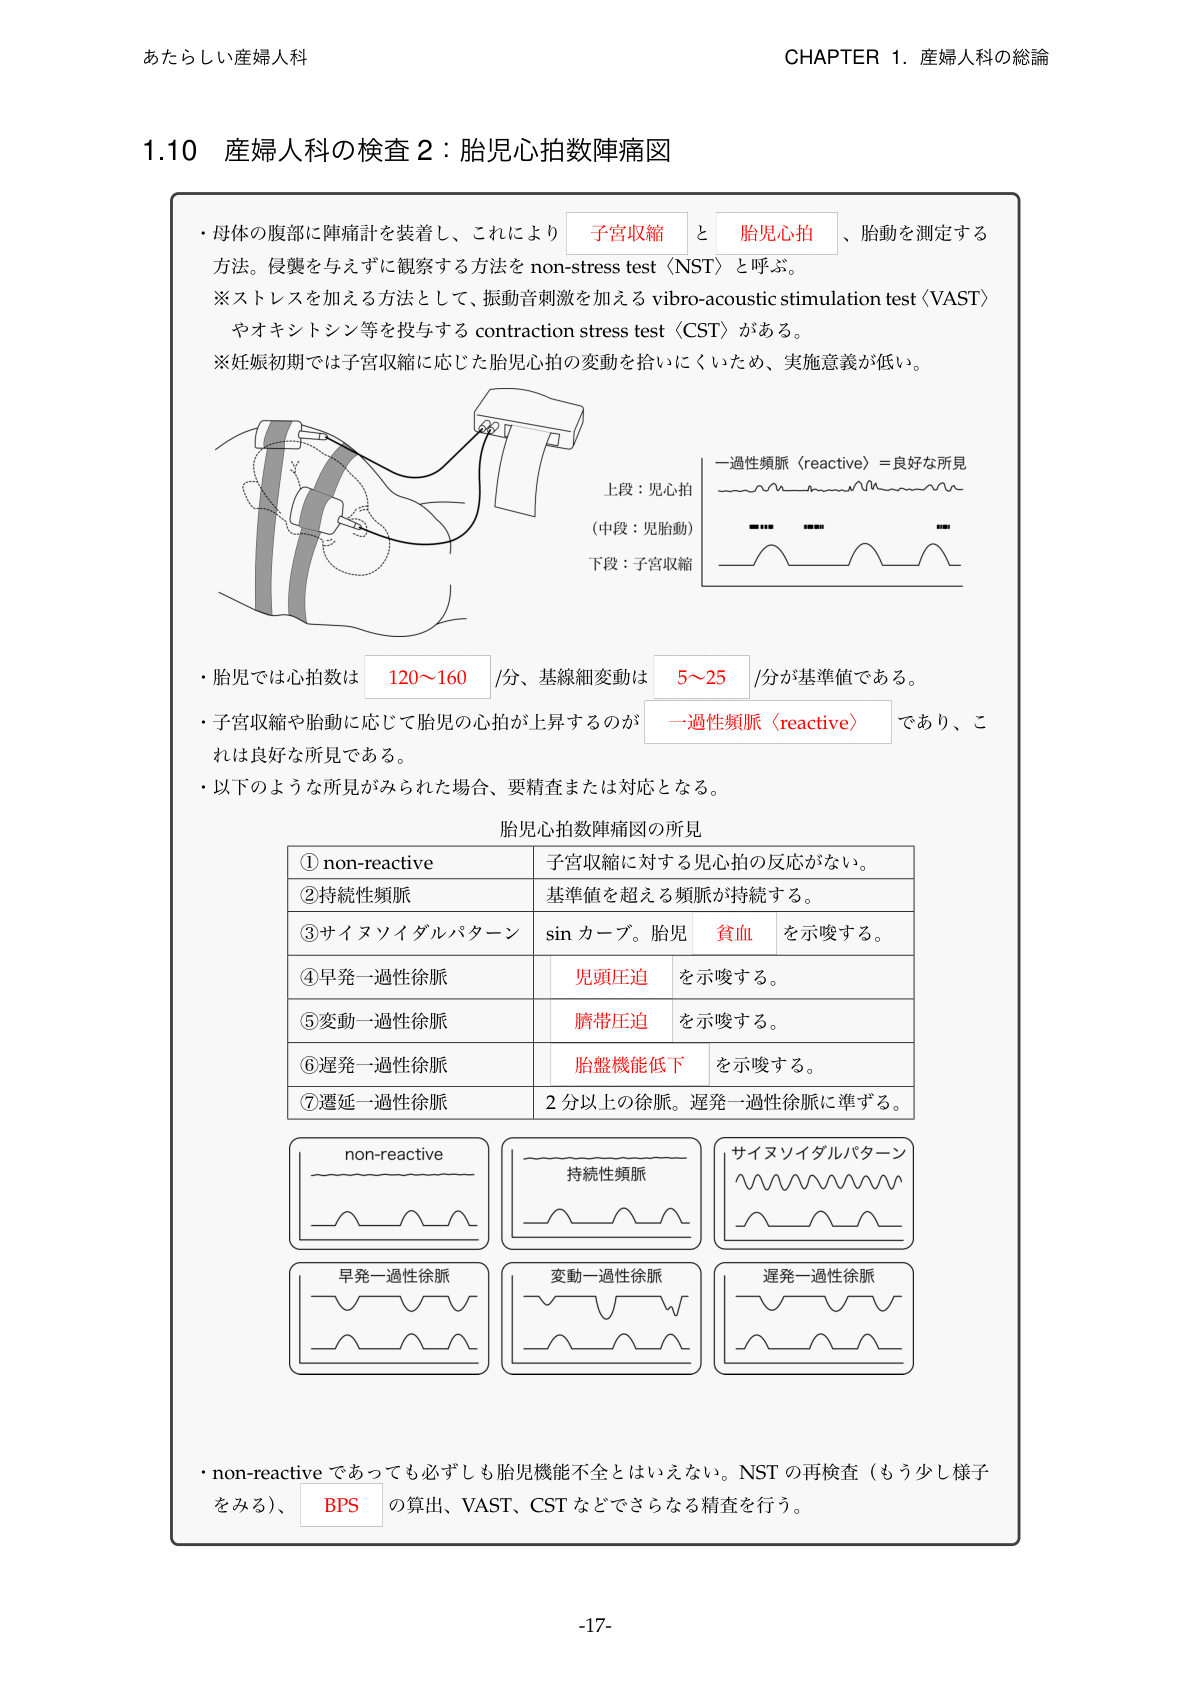 あたらしい産婦人科 CHAPTER 1. 産婦人科の総論
1.10 産婦人科の検査 2：胎児心拍数陣痛図
・母体の腹部に陣痛計を装着し、これにより 子宮収縮 と 胎児心拍 、胎動を測定する
方法。侵襲を与えずに観察する方法を non-stress test〈NST〉と呼ぶ。
※ストレスを加える方法として、振動音刺激を加える vibro-acoustic stimulation test〈VAST〉
やオキシトシン等を投与する contraction stress test〈CST〉がある。
※妊娠初期では子宮収縮に応じた胎児心拍の変動を拾いにくいため、実施意義が低い。
一過性頻脈〈reactive〉＝良好な所見
上段：児心拍
(中段：児胎動)
下段：子宮収縮
・胎児では心拍数は 120〜160 /分、基線細変動は 5〜25 /分が基準値である。
・子宮収縮や胎動に応じて胎児の心拍が上昇するのが 一過性頻脈〈reactive〉 であり、こ
れは良好な所見である。
・以下のような所見がみられた場合、要精査または対応となる。
胎児心拍数陣痛図の所見
① non-reactive 子宮収縮に対する児心拍の反応がない。
②持続性頻脈 基準値を超える頻脈が持続する。
③サイヌソイダルパターン sin カーブ。胎児 貧血 を示唆する。
④早発一過性徐脈 児頭圧迫 を示唆する。
⑤変動一過性徐脈 臍帯圧迫 を示唆する。
⑥遅発一過性徐脈 胎盤機能低下 を示唆する。
⑦遷延一過性徐脈 2 分以上の徐脈。遅発一過性徐脈に準ずる。
non-reactive 持続性頻脈 サイヌソイダルパターン
早発一過性徐脈 変動一過性徐脈 遅発一過性徐脈
・non-reactive であっても必ずしも胎児機能不全とはいえない。NST の再検査（もう少し様子
をみる）、 BPS の算出、VAST、CST などでさらなる精査を行う。
-17-